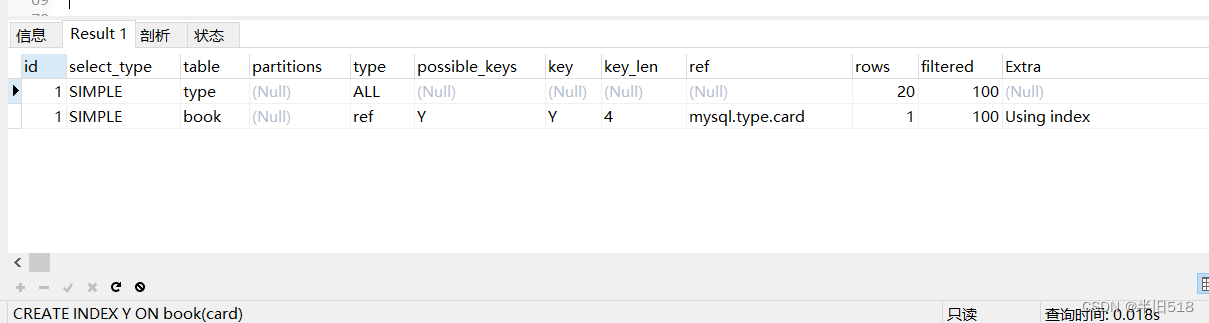 信息 Result 1 剖析 状态
id select_type table partitions type possible_keys key key_len ref rows filtered Extra
1 SIMPLE type (Null) ALL (Null) (Null) (Null) (Null) 20 100 (Null)
1 SIMPLE book (Null) ref Y Y 4 mysql.type.card 1 100 Using index
CREATE INDEX Y ON book(card) 只读 查询时间: 0.018s
CSDN @半旧518